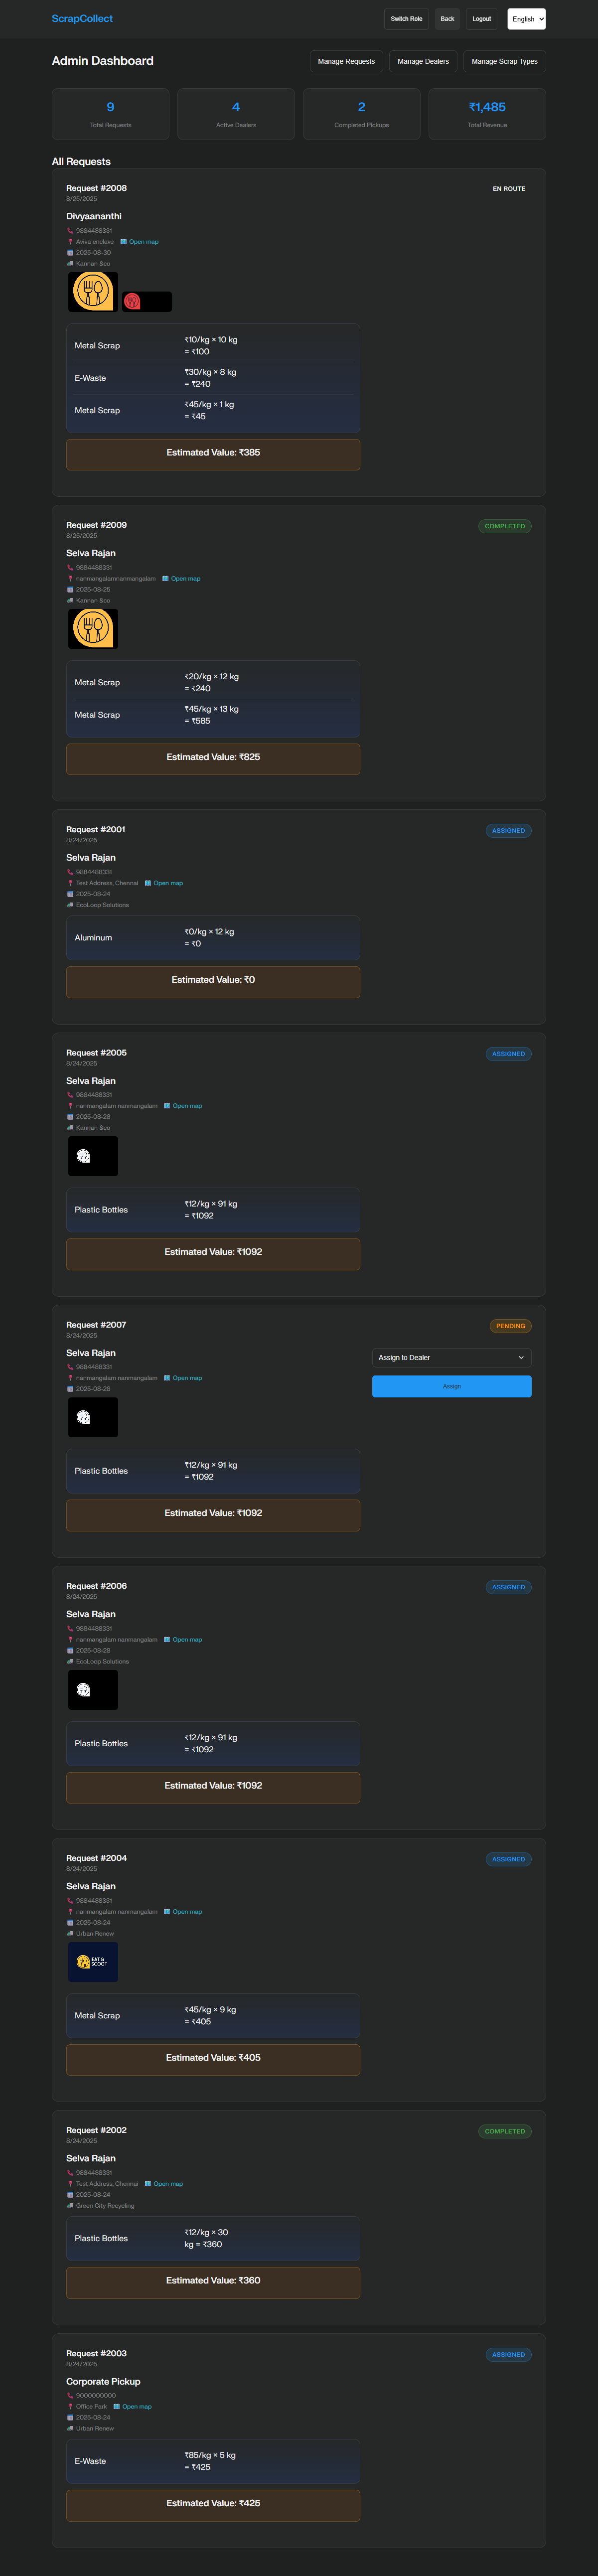 ScrapCollect
Switch Role
Back
Logout
English
Admin Dashboard
Manage Requests
Manage Dealers
Manage Scrap Types
9
4
2
₹1,485
Total Requests
Active Dealers
Completed Pickups
Total Revenue
All Requests
Request #2008
EN ROUTE
8/25/2025
Divyaananthi
9884488331
Aviva enclave Open map
2025-08-30
Kannan &co
Metal Scrap
₹10/kg × 10 kg
= ₹100
E-Waste
₹30/kg × 8 kg
= ₹240
Metal Scrap
₹45/kg × 1 kg
= ₹45
Estimated Value: ₹385
Request #2009
COMPLETED
8/25/2025
Selva Rajan
9884488331
nanmangalamnanmangalam Open map
2025-08-25
Kannan &co
Metal Scrap
₹20/kg × 12 kg
= ₹240
Metal Scrap
₹45/kg × 13 kg
= ₹585
Estimated Value: ₹825
Request #2001
ASSIGNED
8/24/2025
Selva Rajan
9884488331
Test Address, Chennai Open map
2025-08-24
EcoLoop Solutions
Aluminum
₹0/kg × 12 kg
= ₹0
Estimated Value: ₹0
Request #2005
ASSIGNED
8/24/2025
Selva Rajan
9884488331
nanmangalam nanmangalam Open map
2025-08-28
Kannan &co
Plastic Bottles
₹12/kg × 91 kg
= ₹1092
Estimated Value: ₹1092
Request #2007
PENDING
8/24/2025
Selva Rajan
9884488331
nanmangalam nanmangalam Open map
2025-08-28
Assign to Dealer
Assign
Plastic Bottles
₹12/kg × 91 kg
= ₹1092
Estimated Value: ₹1092
Request #2006
ASSIGNED
8/24/2025
Selva Rajan
9884488331
nanmangalam nanmangalam Open map
2025-08-28
EcoLoop Solutions
Plastic Bottles
₹12/kg × 91 kg
= ₹1092
Estimated Value: ₹1092
Request #2004
ASSIGNED
8/24/2025
Selva Rajan
9884488331
nanmangalam nanmangalam Open map
2025-08-24
Urban Renew
EAT &
SCOOT
Metal Scrap
₹45/kg × 9 kg
= ₹405
Estimated Value: ₹405
Request #2002
COMPLETED
8/24/2025
Selva Rajan
9884488331
Test Address, Chennai Open map
2025-08-24
Green City Recycling
Plastic Bottles
₹12/kg × 30
kg = ₹360
Estimated Value: ₹360
Request #2003
ASSIGNED
8/24/2025
Corporate Pickup
9000000000
Office Park Open map
2025-08-24
Urban Renew
E-Waste
₹85/kg × 5 kg
= ₹425
Estimated Value: ₹425